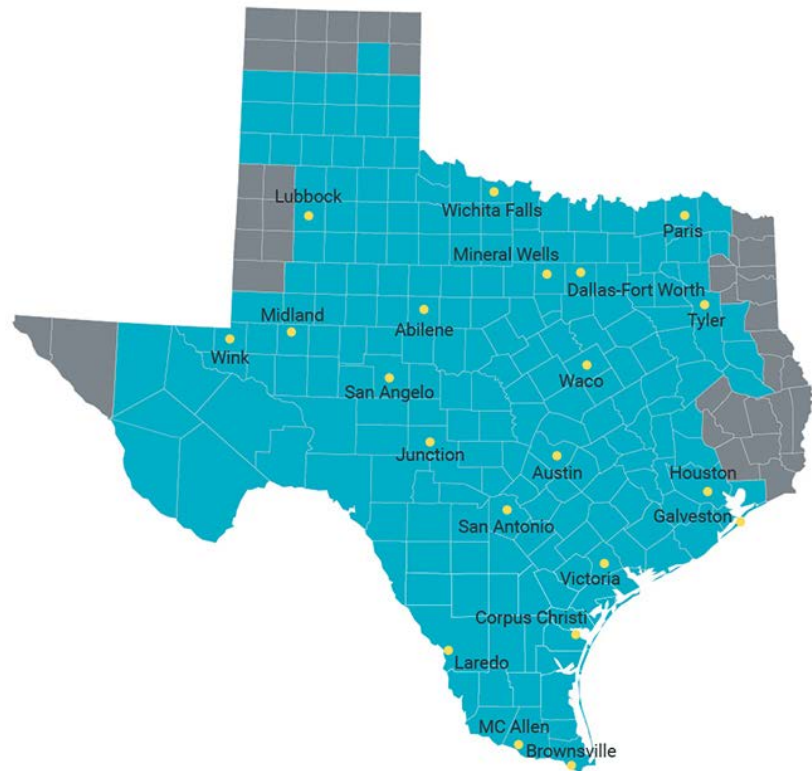 Lubbock
Wichita Falls
Paris
Mineral Wells
Dallas-Fort Worth
Midland
Abilene
Tyler
Wink
San Angelo
Waco
Junction
Austin
Houston
San Antonio
Galveston
Victoria
Corpus Christi
Laredo
MC Allen
Brownsville